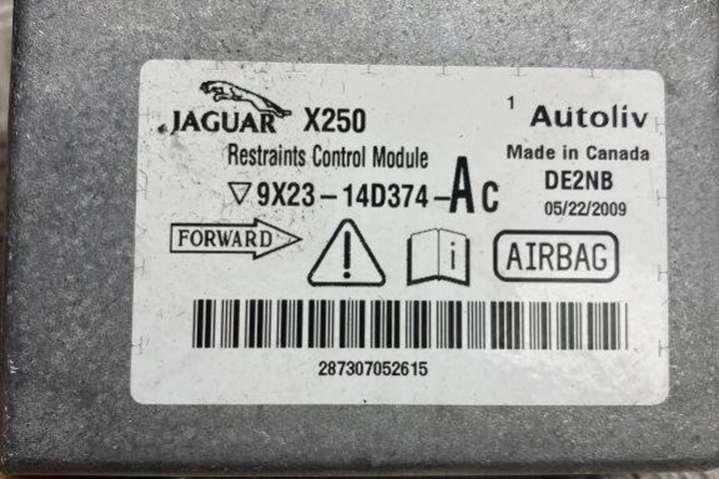 JAGUAR X250
Restraints Control Module
▽9X23-14D374-AC
FORWARD
1 Autoliv
Made in Canada
DE2NB
05/22/2009
i
AIRBAG
287307052615